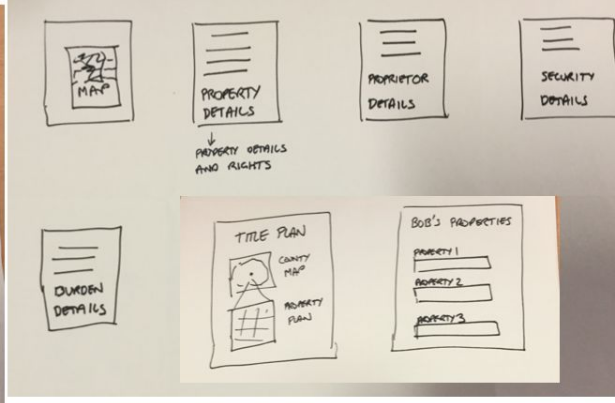 MAP
PROPERTY
DETAILS
PROPERTY DETAILS
AND RIGHTS
PROPRIETOR
DETAILS
SECURITY
DETAILS
BURDEN
DETAILS
TITLE PLAN
COUNTY
MAP
PROPERTY
PLAN
BOB'S PROPERTIES
PROPERTY 1
PROPERTY 2
PROPERTY 3